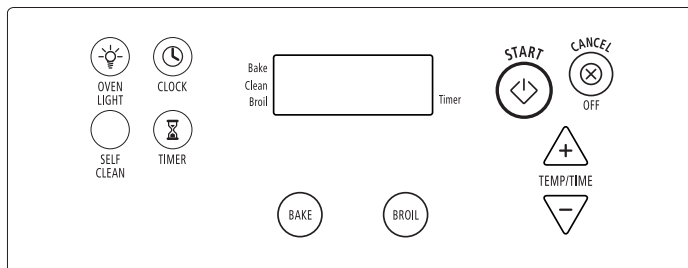 OVEN
LIGHT
CLOCK
SELF
CLEAN
TIMER
Bake
Clean
Broil
Timer
BAKE
BROIL
START
CANCEL
OFF
+
TEMP/TIME
−